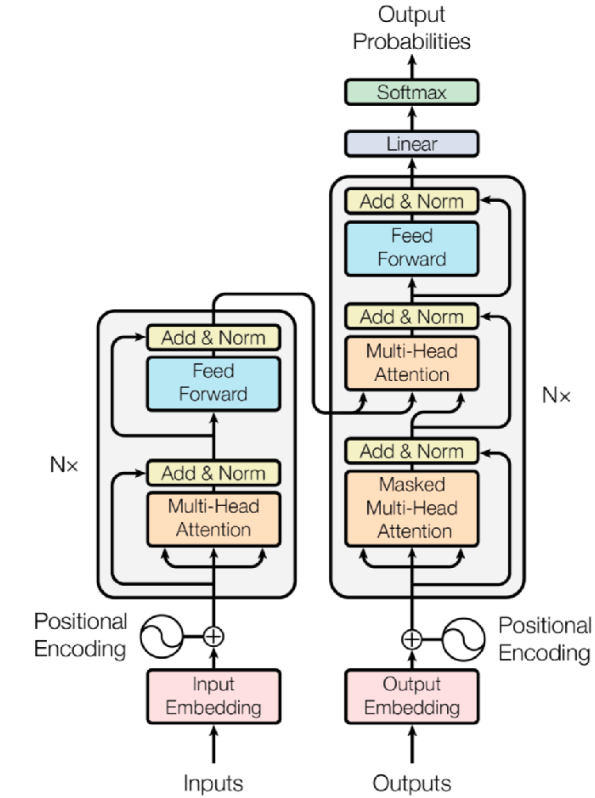 Output
Probabilities
Softmax
Linear
Add & Norm
Feed
Forward
Add & Norm
Multi-Head
Attention
Add & Norm
Masked
Multi-Head
Attention
N×
Add & Norm
Feed
Forward
Add & Norm
Multi-Head
Attention
N×
Positional
Encoding
Positional
Encoding
Input
Embedding
Output
Embedding
Inputs
Outputs